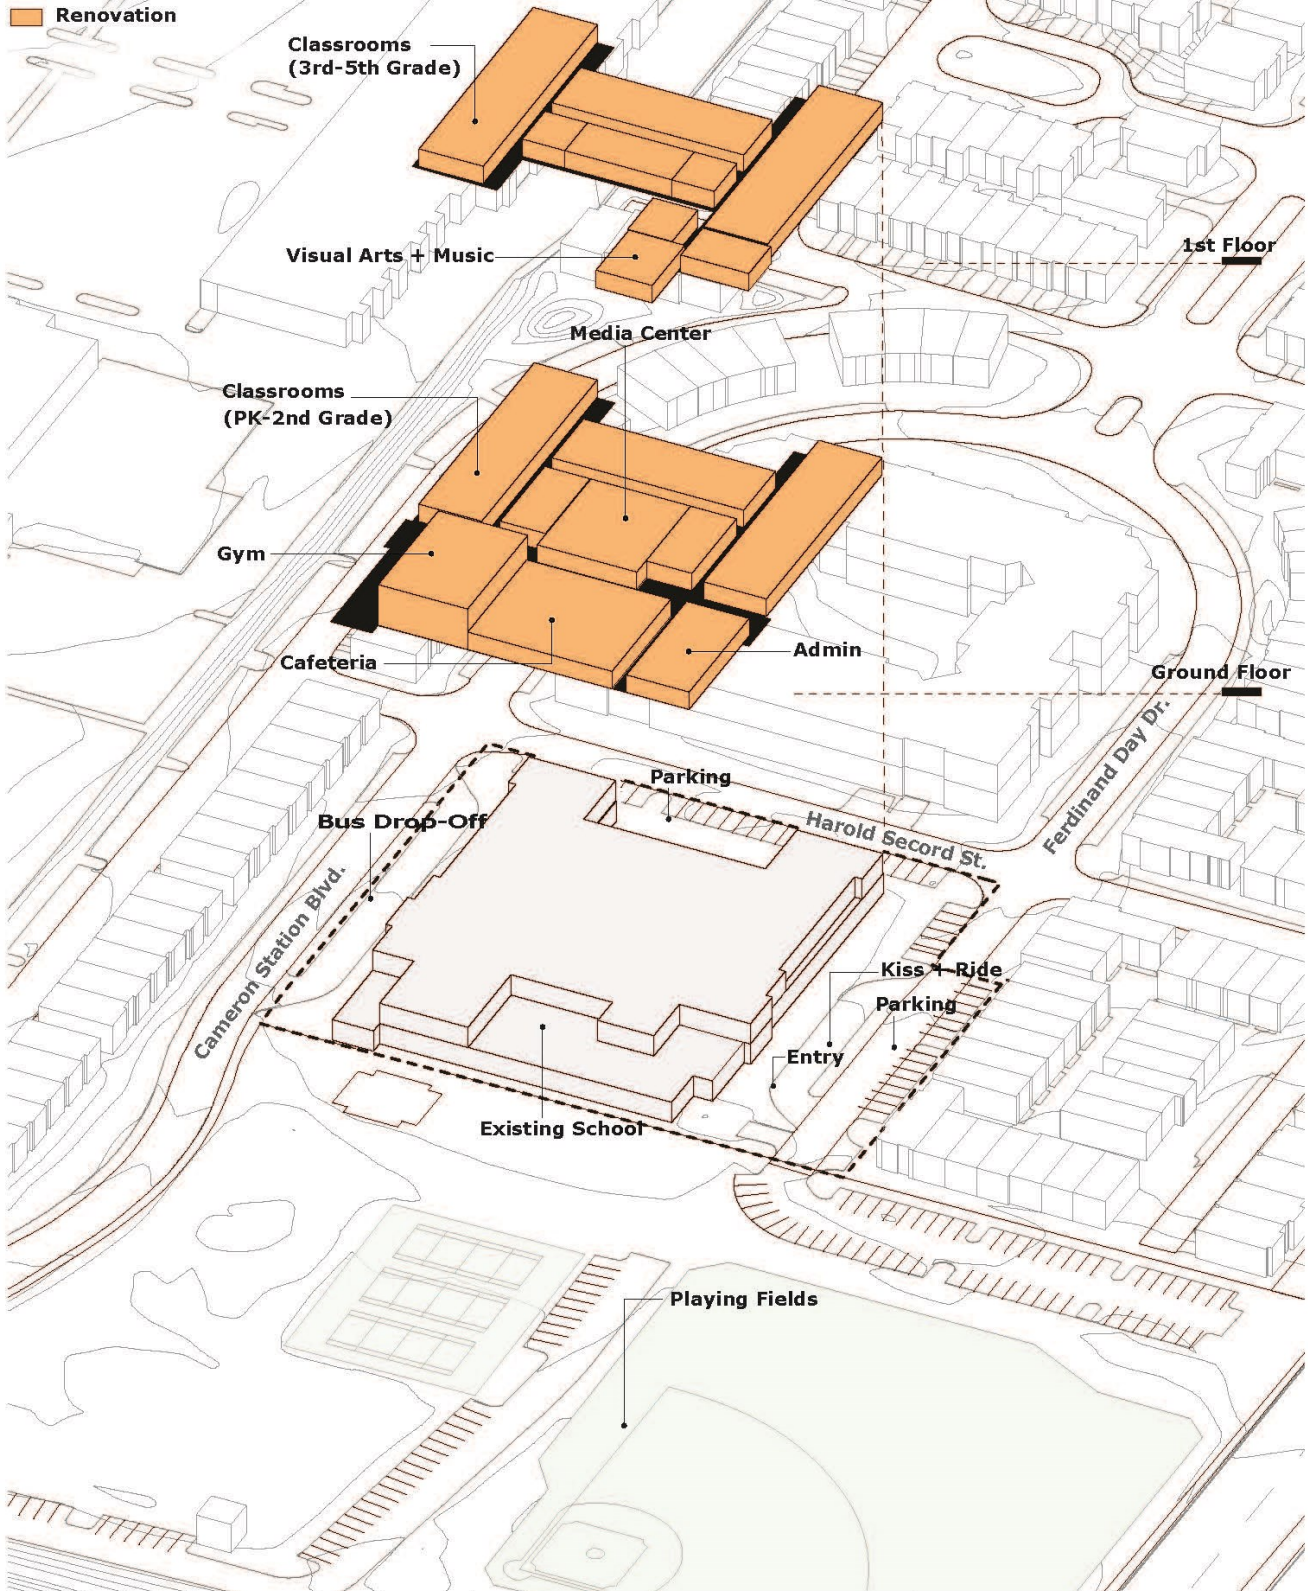 Renovation
Classrooms
(3rd-5th Grade)
Visual Arts + Music
1st Floor
Media Center
Classrooms
(PK-2nd Grade)
Gym
Cafeteria
Admin
Ground Floor
Ferdinand Day Dr.
Parking
Bus Drop-Off
Harold Secord St.
Cameron Station Blvd.
Kiss + Ride
Parking
Entry
Existing School
Playing Fields